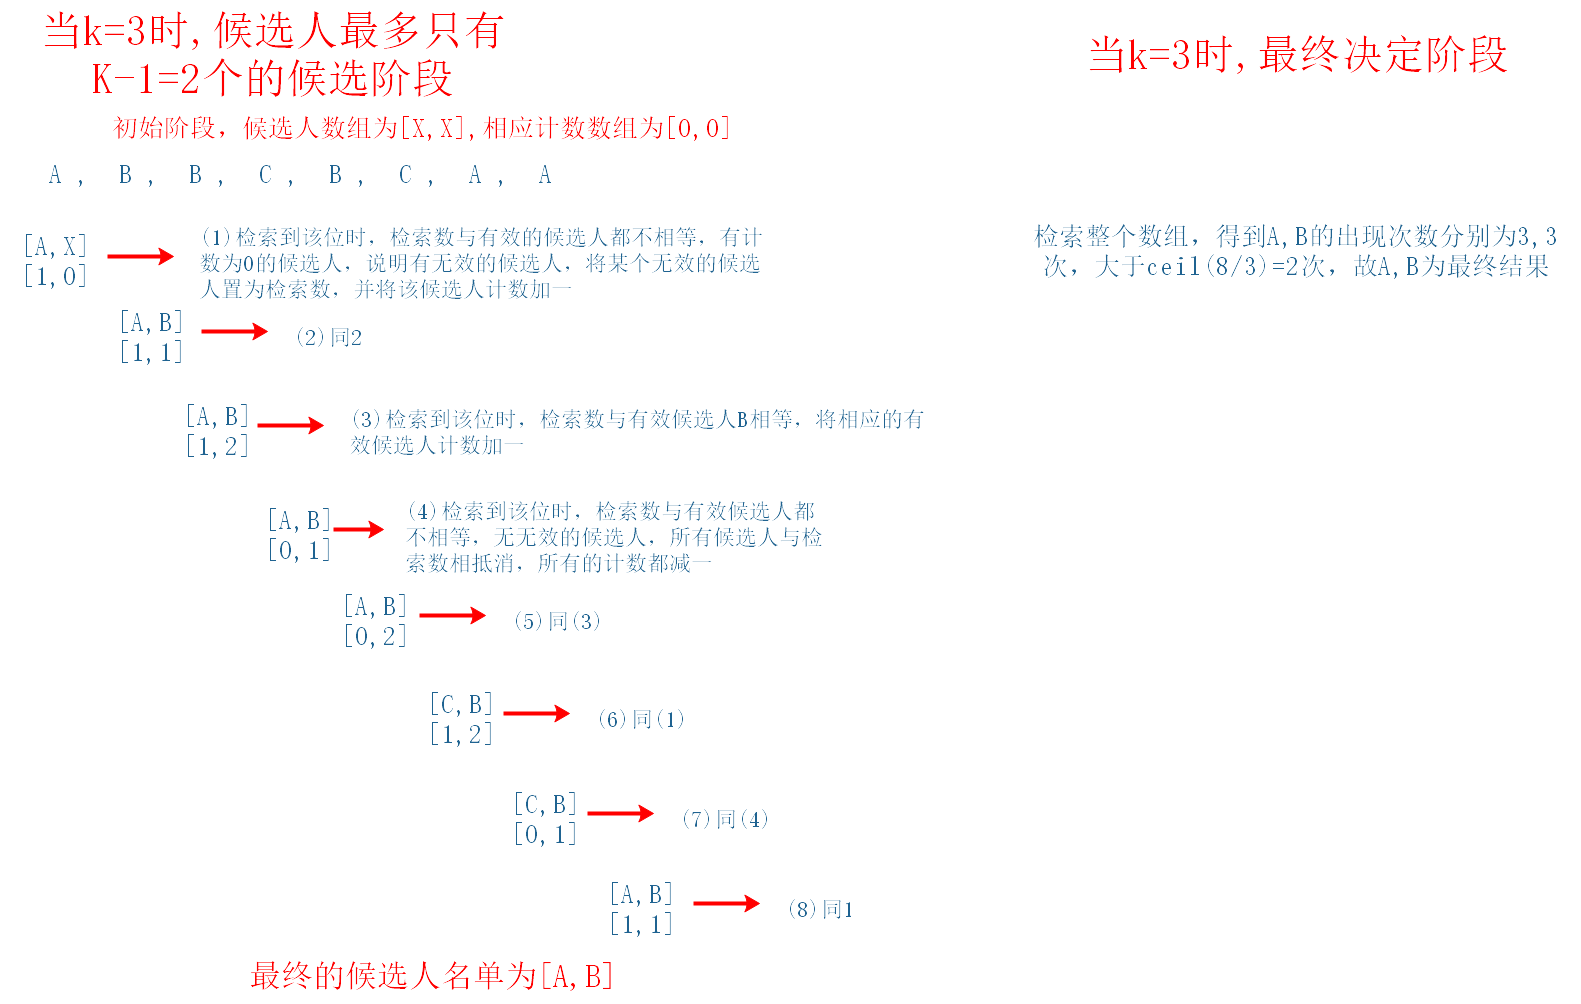 当k=3时,候选人最多只有
K-1=2个的候选阶段
初始阶段，候选人数组为[X,X],相应计数数组为[0,0]
A , B , B , C , B , C , A , A
[A,X]
[1,0]
(1)检索到该位时，检索数与有效的候选人都不相等，有计
数为0的候选人，说明有无效的候选人，将某个无效的候选
人置为检索数，并将该候选人计数加一
[A,B]
[1,1]
(2)同2
[A,B]
[1,2]
(3)检索到该位时，检索数与有效候选人B相等，将相应的有
效候选人计数加一
[A,B]
[0,1]
(4)检索到该位时，检索数与有效候选人都
不相等，无无效的候选人，所有候选人与检
索数相抵消，所有的计数都减一
[A,B]
[0,2]
(5)同(3)
[C,B]
[1,2]
(6)同(1)
[C,B]
[0,1]
(7)同(4)
[A,B]
[1,1]
(8)同1
最终的候选人名单为[A,B]
当k=3时,最终决定阶段
检索整个数组，得到A,B的出现次数分别为3,3
次，大于ceil(8/3)=2次，故A,B为最终结果